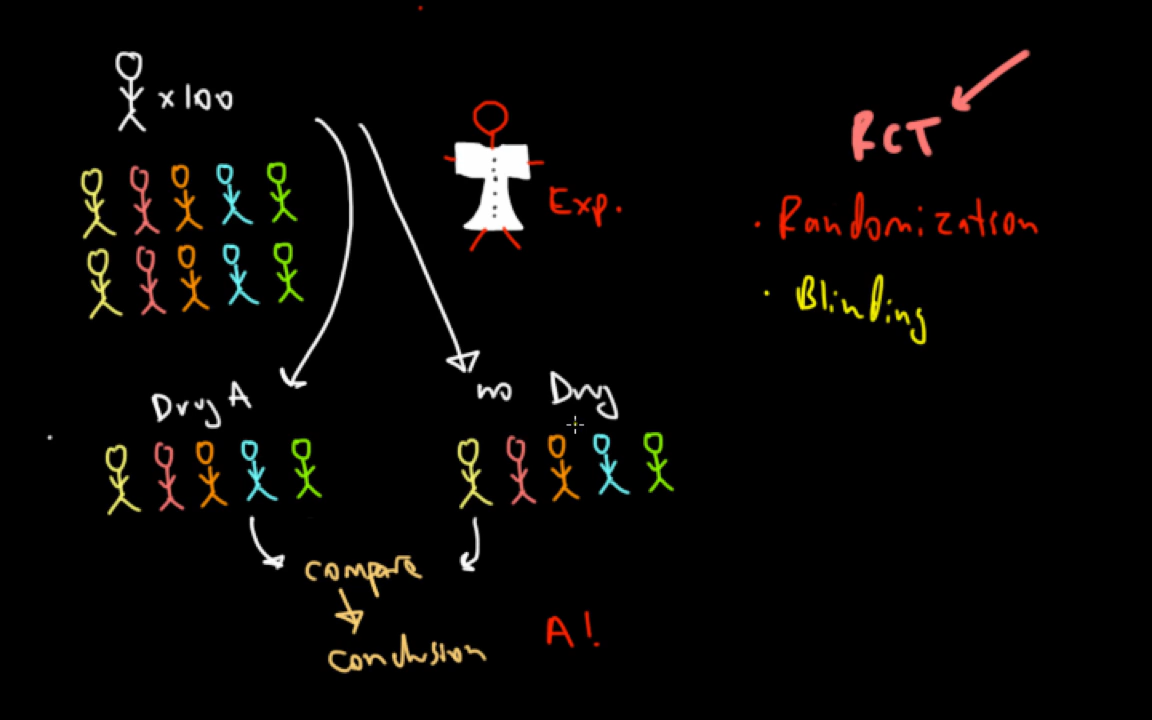 x100
Exp.
RCT
• Randomization
• Blinding
Drug A
no Drug
compare
conclusion
A!